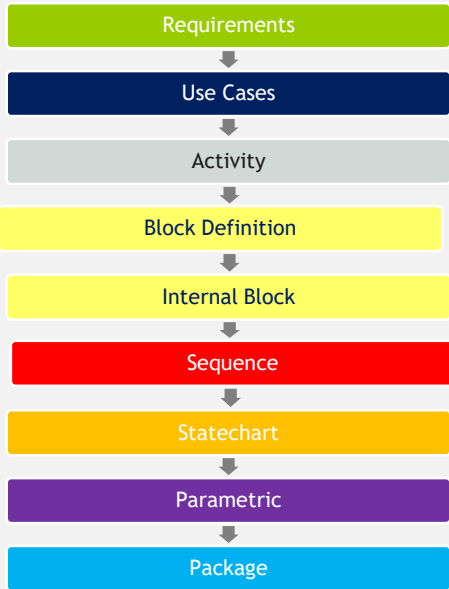 Requirements
Use Cases
Activity
Block Definition
Internal Block
Sequence
Statechart
Parametric
Package